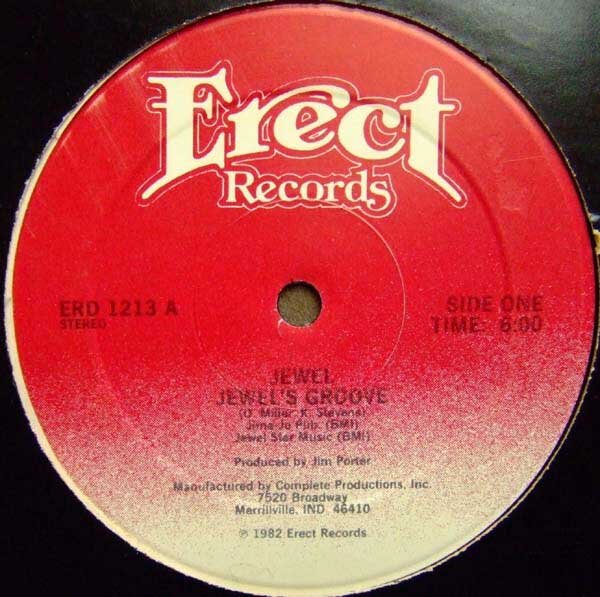 Erect
Records
ERD 1213 A
STEREO
SIDE ONE
TIME: 6:00
JEWEL
JEWEL'S GROOVE
(O. Miller, K. Stevens)
Jima-Jo Pub. (BMI)
Jewel Star Music (BMI)
Produced by Jim Porter
Manufactured by Complete Productions, Inc.
7520 Broadway
Merrillville, IND. 46410
℗ 1982 Erect Records